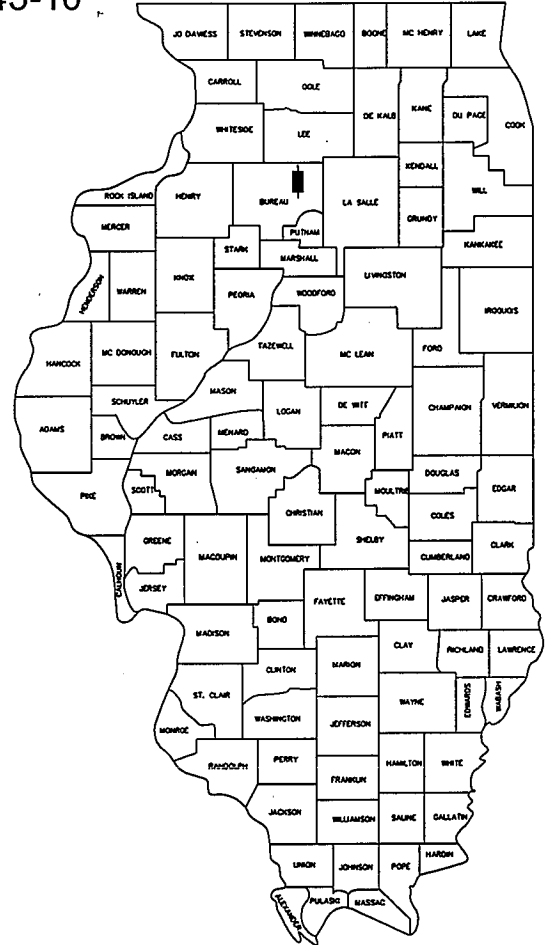 JO DAVIESS STEVENSON WINNEBAGO BOONE MC HENRY LAKE
CARROLL OGLE DE KALB KANE DU PAGE COOK
WHITESIDE LEE
KENDALL WILL
ROCK ISLAND HENRY BUREAU LA SALLE GRUNDY
MERCER PUTNAM KANKAKEE
STARK MARSHALL LIVINGSTON
HENDERSON WARREN KNOX PEORIA WOODFORD IROQUOIS
TAZEWELL FORD
HANCOCK MC DONOUGH FULTON MC LEAN
MASON
SCHUYLER LOGAN DE WITT CHAMPAIGN VERMILION
ADAMS BROWN CASS MENARD MACON PIATT
MORGAN SANGAMON DOUGLAS
PIKE SCOTT CHRISTIAN MOULTRIE EDGAR
COLES
GREENE MACOUPIN MONTGOMERY SHELBY CLARK
CALHOUN JERSEY CUMBERLAND
FAYETTE EFFINGHAM JASPER CRAWFORD
MADISON BOND
CLAY RICHLAND LAWRENCE
CLINTON MARION
ST. CLAIR WAYNE EDWARDS WABASH
MONROE WASHINGTON JEFFERSON
RANDOLPH PERRY HAMILTON WHITE
FRANKLIN
JACKSON WILLIAMSON SALINE GALLATIN
UNION JOHNSON POPE HARDIN
ALEXANDER PULASKI MASSAC